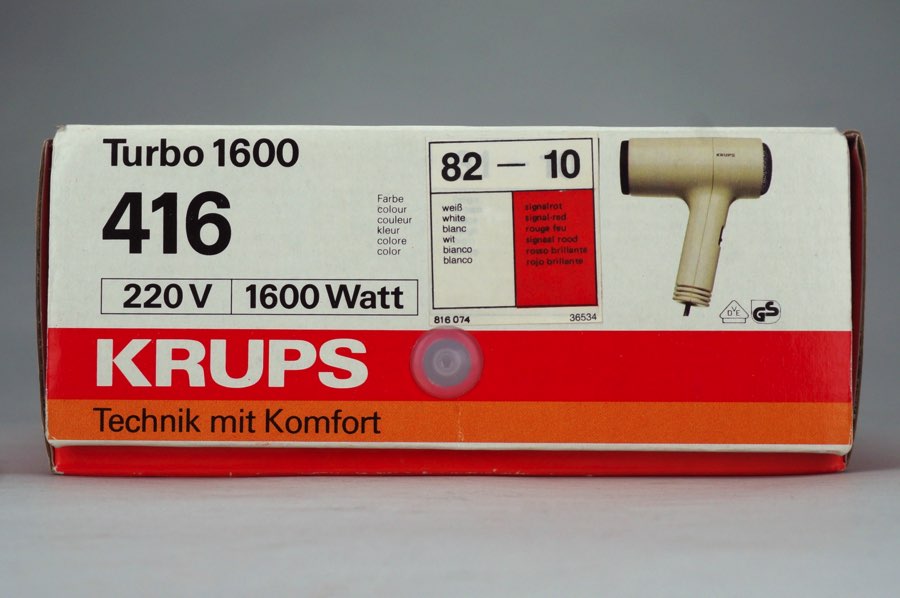 Turbo 1600
416
220 V
1600 Watt
Farbe
colour
couleur
kleur
colore
color
82 — 10
weiß
white
blanc
wit
bianco
blanco
signalrot
signal-red
rouge feu
signaal rood
rosso brillante
rojo brillante
816 074
36534
KRUPS
VDE
GS
KRUPS
Technik mit Komfort